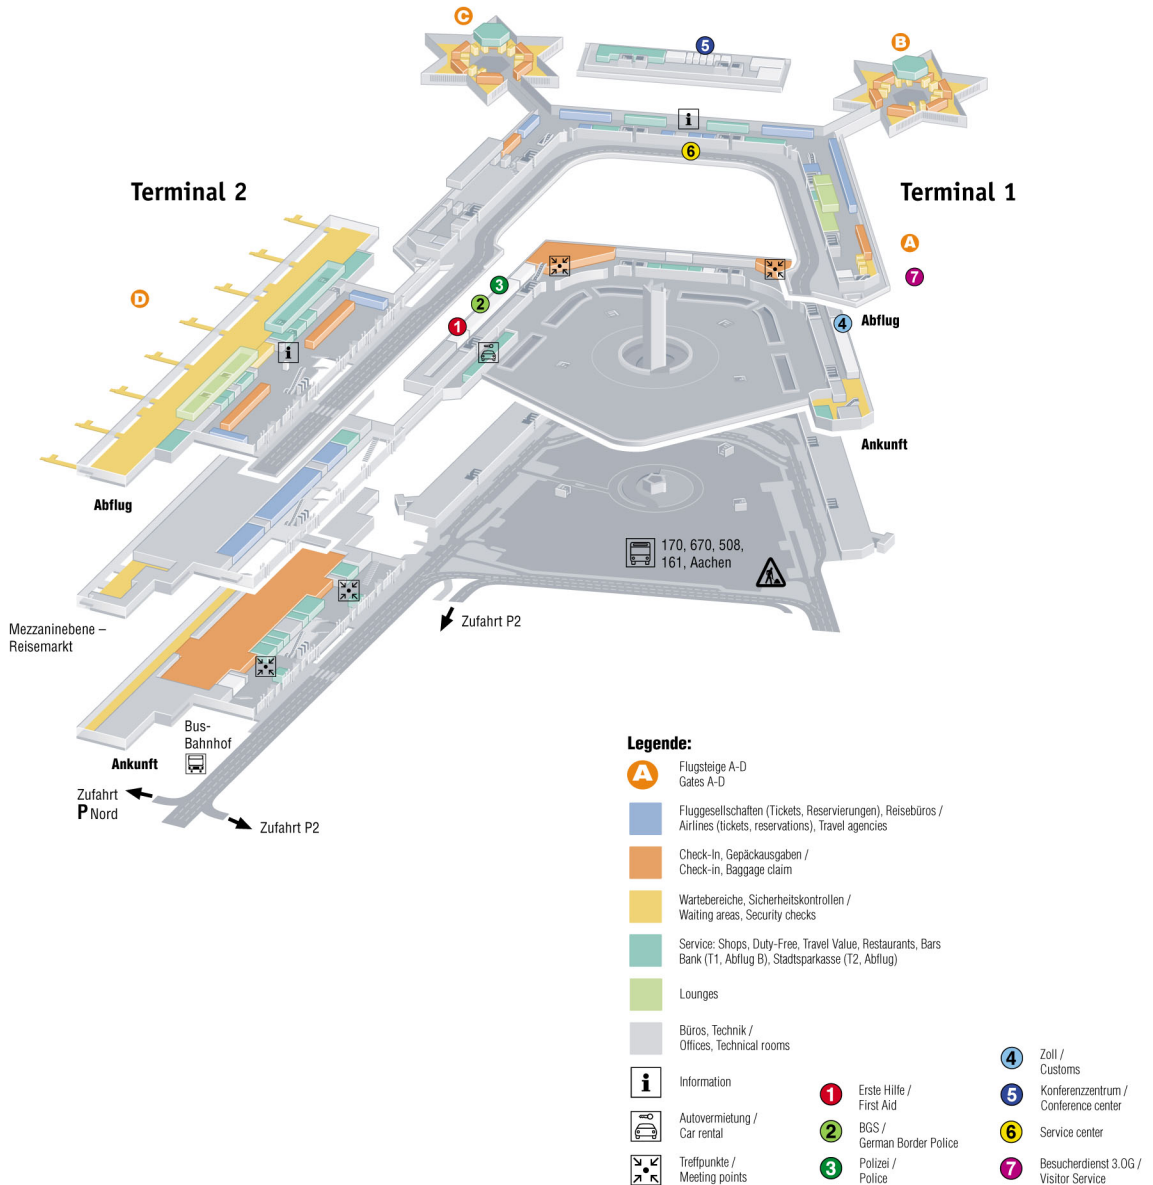 C
5
B
i
6
Terminal 2
Terminal 1
A
7
D
3
2
1
4
Abflug
i
Ankunft
Abflug
170, 670, 508,
161, Aachen
Zufahrt P2
Mezzaninebene –
Reisemarkt
Bus-
Bahnhof
Ankunft
Zufahrt
P Nord
Zufahrt P2
Legende:
A
Flugsteige A-D
Gates A-D
Fluggesellschaften (Tickets, Reservierungen), Reisebüros /
Airlines (tickets, reservations), Travel agencies
Check-In, Gepäckausgaben /
Check-in, Baggage claim
Wartebereiche, Sicherheitskontrollen /
Waiting areas, Security checks
Service: Shops, Duty-Free, Travel Value, Restaurants, Bars
Bank (T1, Abflug B), Stadtsparkasse (T2, Abflug)
Lounges
Büros, Technik /
Offices, Technical rooms
i
Information
Autovermietung /
Car rental
Treffpunkte /
Meeting points
1
Erste Hilfe /
First Aid
2
BGS /
German Border Police
3
Polizei /
Police
4
Zoll /
Customs
5
Konferenzzentrum /
Conference center
6
Service center
7
Besucherdienst 3.OG /
Visitor Service